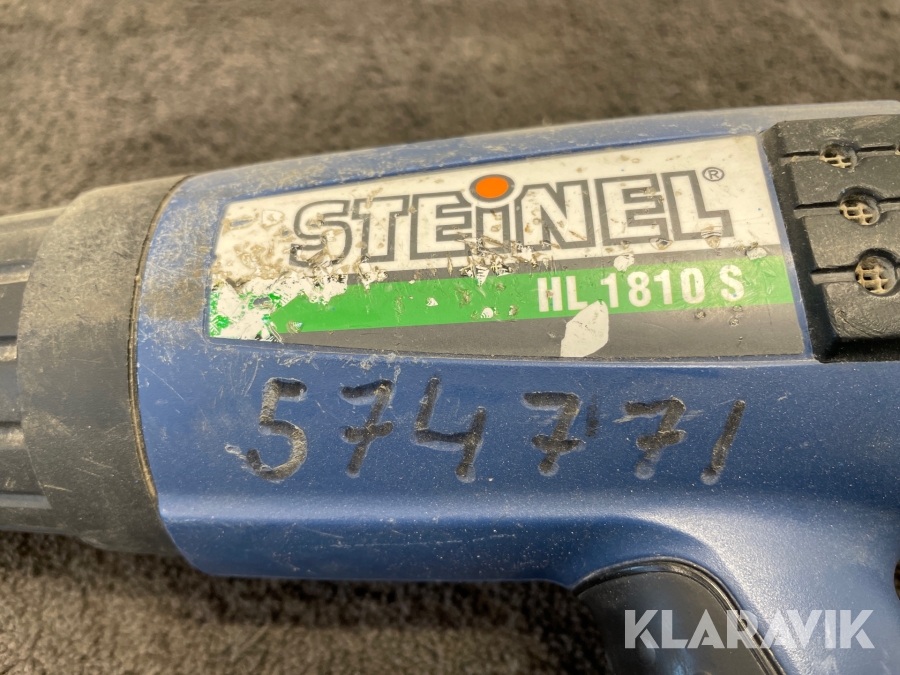 STEINEL®
HL 1810 S
574771
KLARAVIK